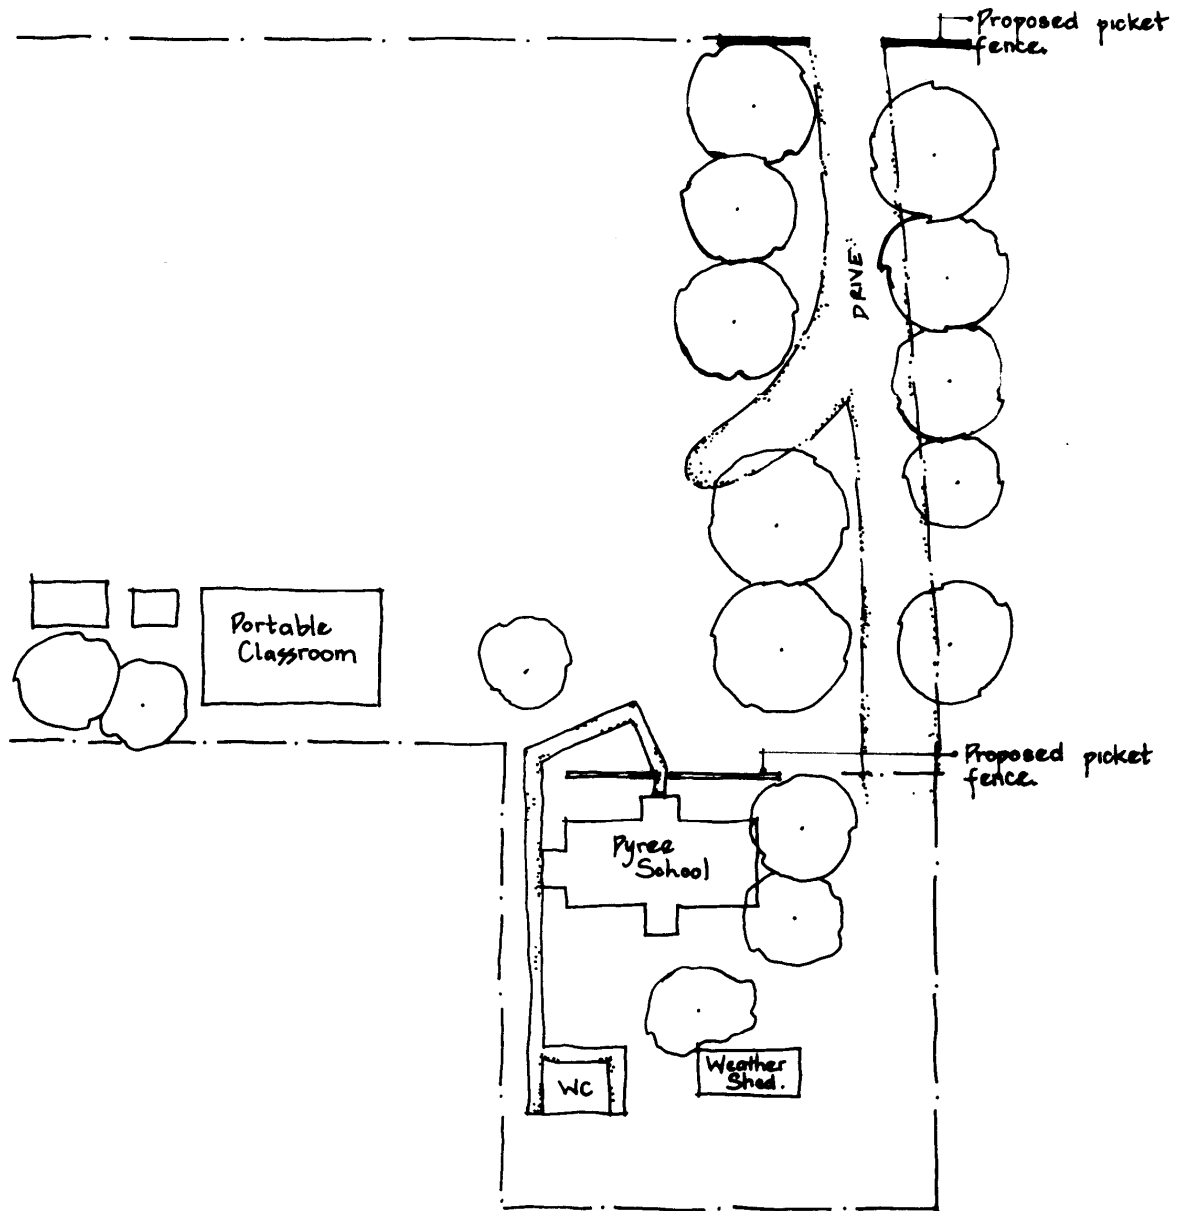 Proposed picket
fence.
DRIVE
Portable
Classroom
Proposed picket
fence.
Pyree
School
Weather
Shed.
WC